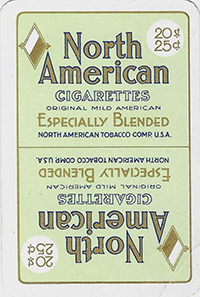 North
American
20$
25¢
CIGARETTES
ORIGINAL MILD AMERICAN
ESPECIALLY BLENDED
NORTH AMERICAN TOBACCO COMP. U.S.A.
NORTH AMERICAN TOBACCO COMP. U.S.A.
ESPECIALLY BLENDED
ORIGINAL MILD AMERICAN
CIGARETTES
American
North
20$
25¢